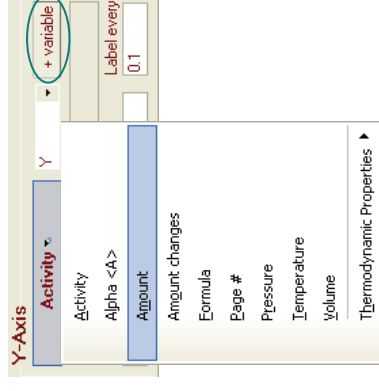 Y-Axis
Activity Y + variable
Label every
0.1
Activity
Alpha <A>
Amount
Amount changes
Formula
Page #
Pressure
Temperature
Volume
Thermodynamic Properties